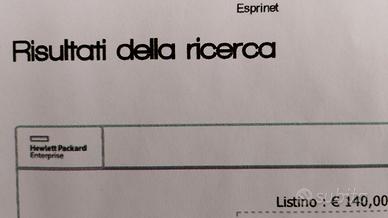 Esprinet
Risultati della ricerca
Hewlett Packard
Enterprise
Listino : € 140,00
subito